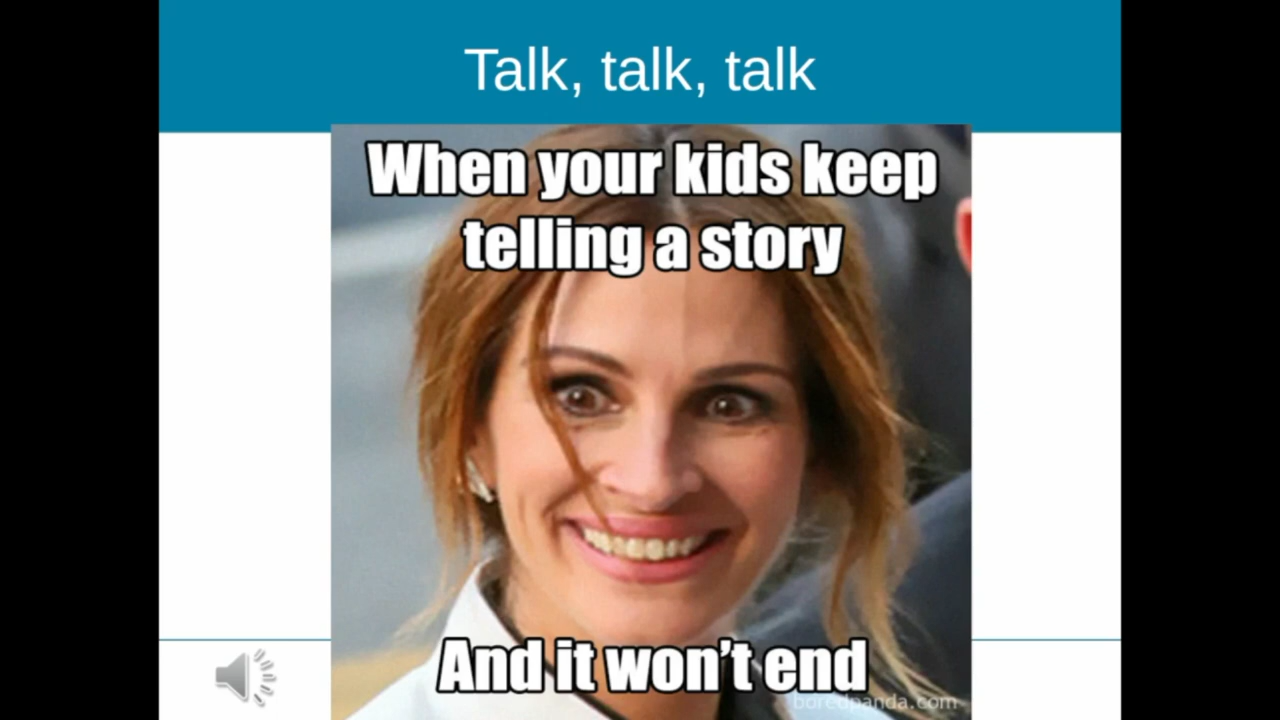 Talk, talk, talk
When your kids keep
telling a story
And it won't end
boredpanda.com